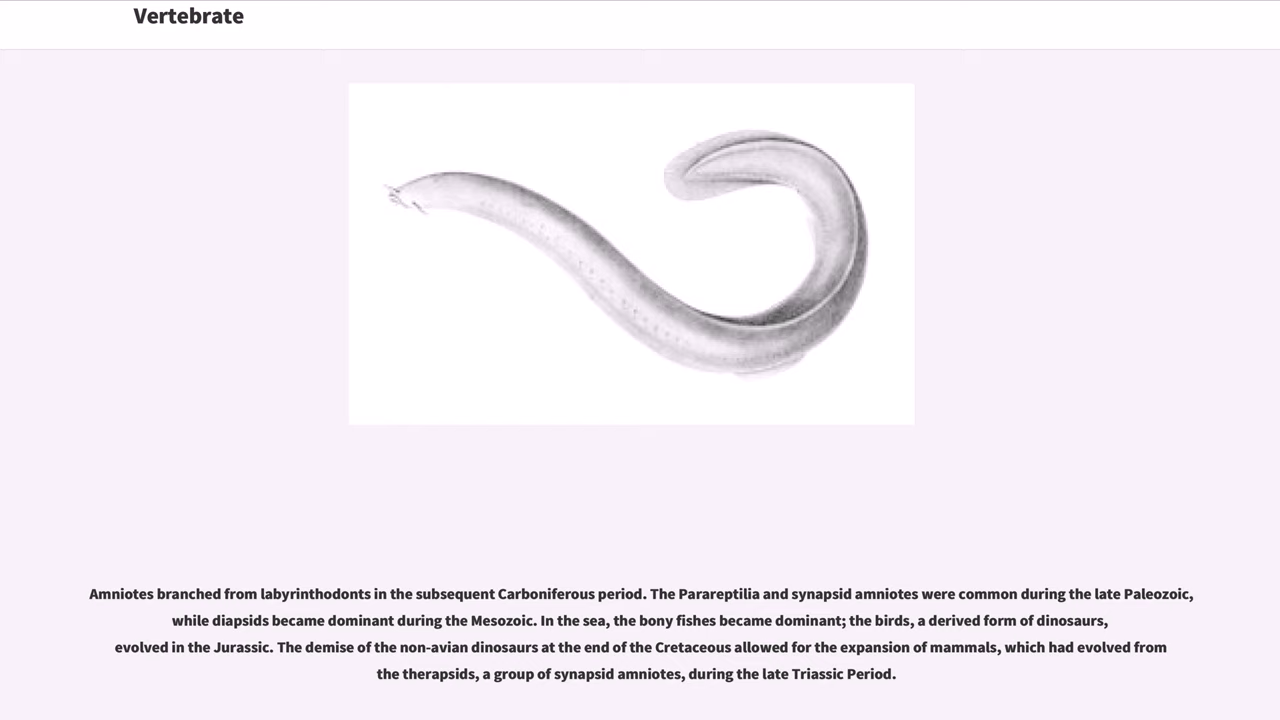 Vertebrate
Amniotes branched from labyrinthodonts in the subsequent Carboniferous period. The Parareptilia and synapsid amniotes were common during the late Paleozoic,
while diapsids became dominant during the Mesozoic. In the sea, the bony fishes became dominant; the birds, a derived form of dinosaurs,
evolved in the Jurassic. The demise of the non-avian dinosaurs at the end of the Cretaceous allowed for the expansion of mammals, which had evolved from
the therapsids, a group of synapsid amniotes, during the late Triassic Period.